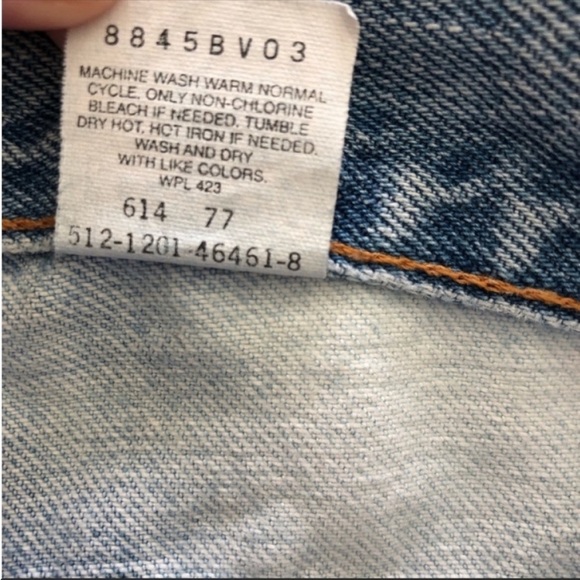 8845BV03
MACHINE WASH WARM NORMAL
CYCLE. ONLY NON-CHLORINE
BLEACH IF NEEDED. TUMBLE
DRY HOT. HOT IRON IF NEEDED.
WASH AND DRY
WITH LIKE COLORS.
WPL 423
614 77
512-1201-46461-8